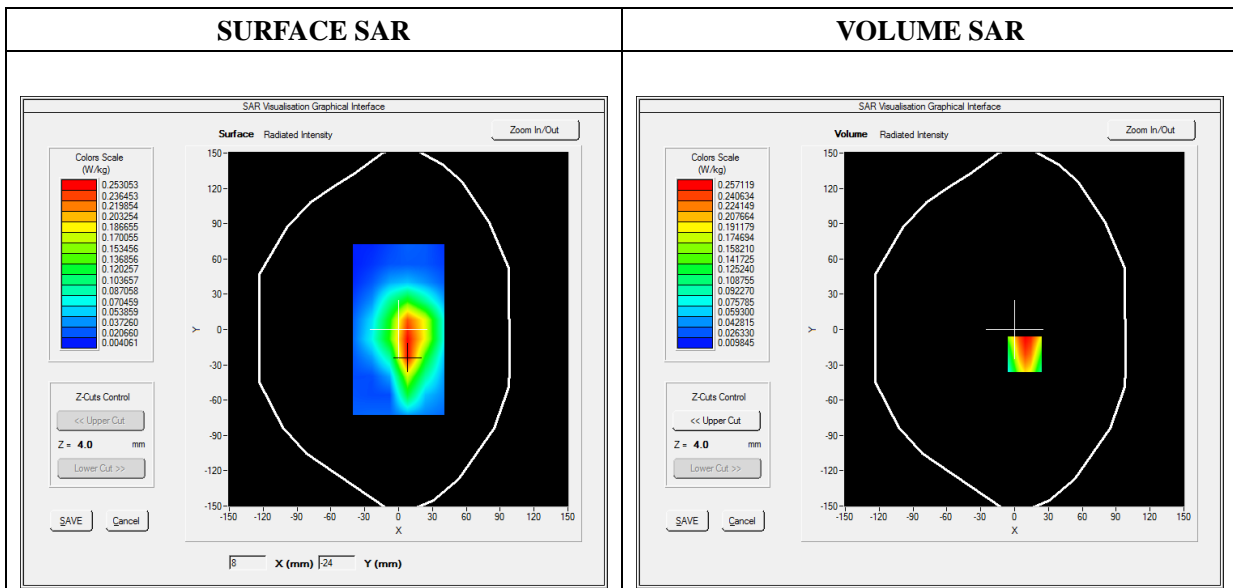 SURFACE SAR
VOLUME SAR
SAR Visualisation Graphical Interface
Surface Radiated Intensity
Zoom In/Out
Colors Scale
(W/kg)
0.253053
0.236453
0.219854
0.203254
0.186655
0.170055
0.153456
0.136856
0.120257
0.103657
0.087058
0.070459
0.053859
0.037260
0.020660
0.004061
Z-Cuts Control
<< Upper Cut
Z = 4.0 mm
Lower Cut >>
SAVE
Cancel
150
120
90
60
30
0
-30
-60
-90
-120
-150
Y
-150 -120 -90 -60 -30 0 30 60 90 120 150
X
8 X (mm) -24 Y (mm)
SAR Visualisation Graphical Interface
Volume Radiated Intensity
Zoom In/Out
Colors Scale
(W/kg)
0.257119
0.240634
0.224149
0.207664
0.191179
0.174694
0.158210
0.141725
0.125240
0.108755
0.092270
0.075785
0.059300
0.042815
0.026330
0.009845
Z-Cuts Control
<< Upper Cut
Z = 4.0 mm
Lower Cut >>
SAVE
Cancel
150
120
90
60
30
0
-30
-60
-90
-120
-150
Y
-150 -120 -90 -60 -30 0 30 60 90 120 150
X